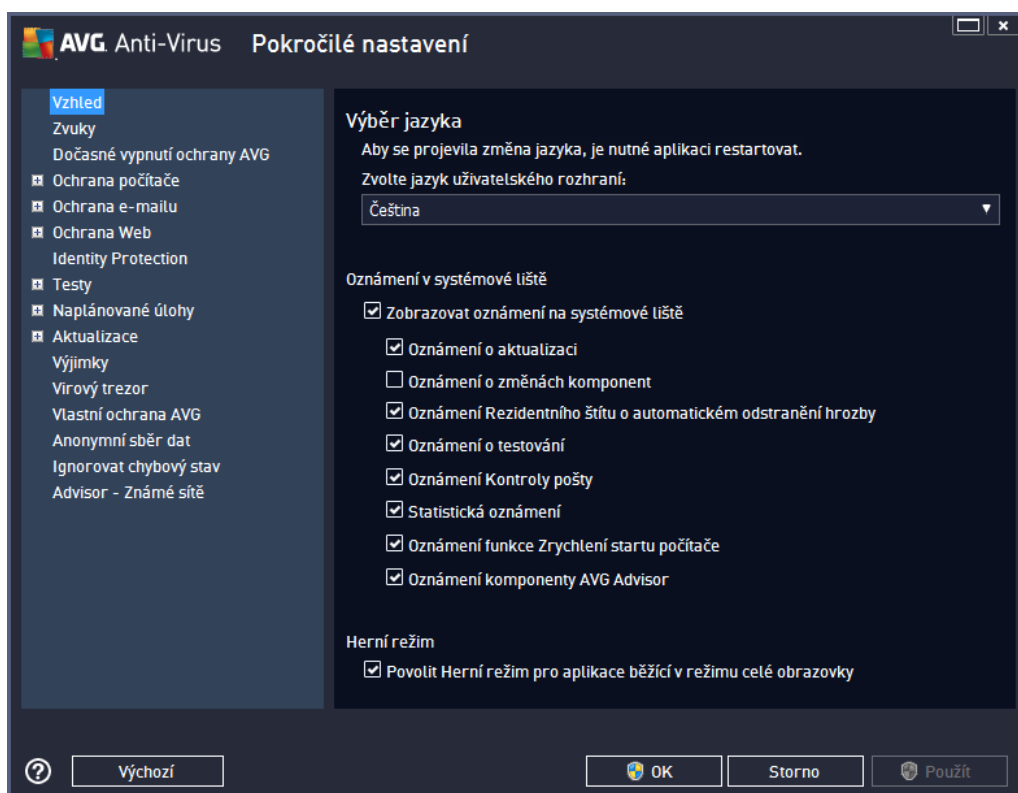 AVG. Anti-Virus Pokročilé nastavení
Vzhled
Zvuky
Dočasné vypnutí ochrany AVG
Ochrana počítače
Ochrana e-mailu
Ochrana Web
Identity Protection
Testy
Naplánované úlohy
Aktualizace
Výjimky
Virový trezor
Vlastní ochrana AVG
Anonymní sběr dat
Ignorovat chybový stav
Advisor - Známé sítě
Výběr jazyka
Aby se projevila změna jazyka, je nutné aplikaci restartovat.
Zvolte jazyk uživatelského rozhraní:
Čeština
Oznámení v systémové liště
Zobrazovat oznámení na systémové liště
Oznámení o aktualizaci
Oznámení o změnách komponent
Oznámení Rezidentního štítu o automatickém odstranění hrozby
Oznámení o testování
Oznámení Kontroly pošty
Statistická oznámení
Oznámení funkce Zrychlení startu počítače
Oznámení komponenty AVG Advisor
Herní režim
Povolit Herní režim pro aplikace běžící v režimu celé obrazovky
? Výchozí OK Storno Použít